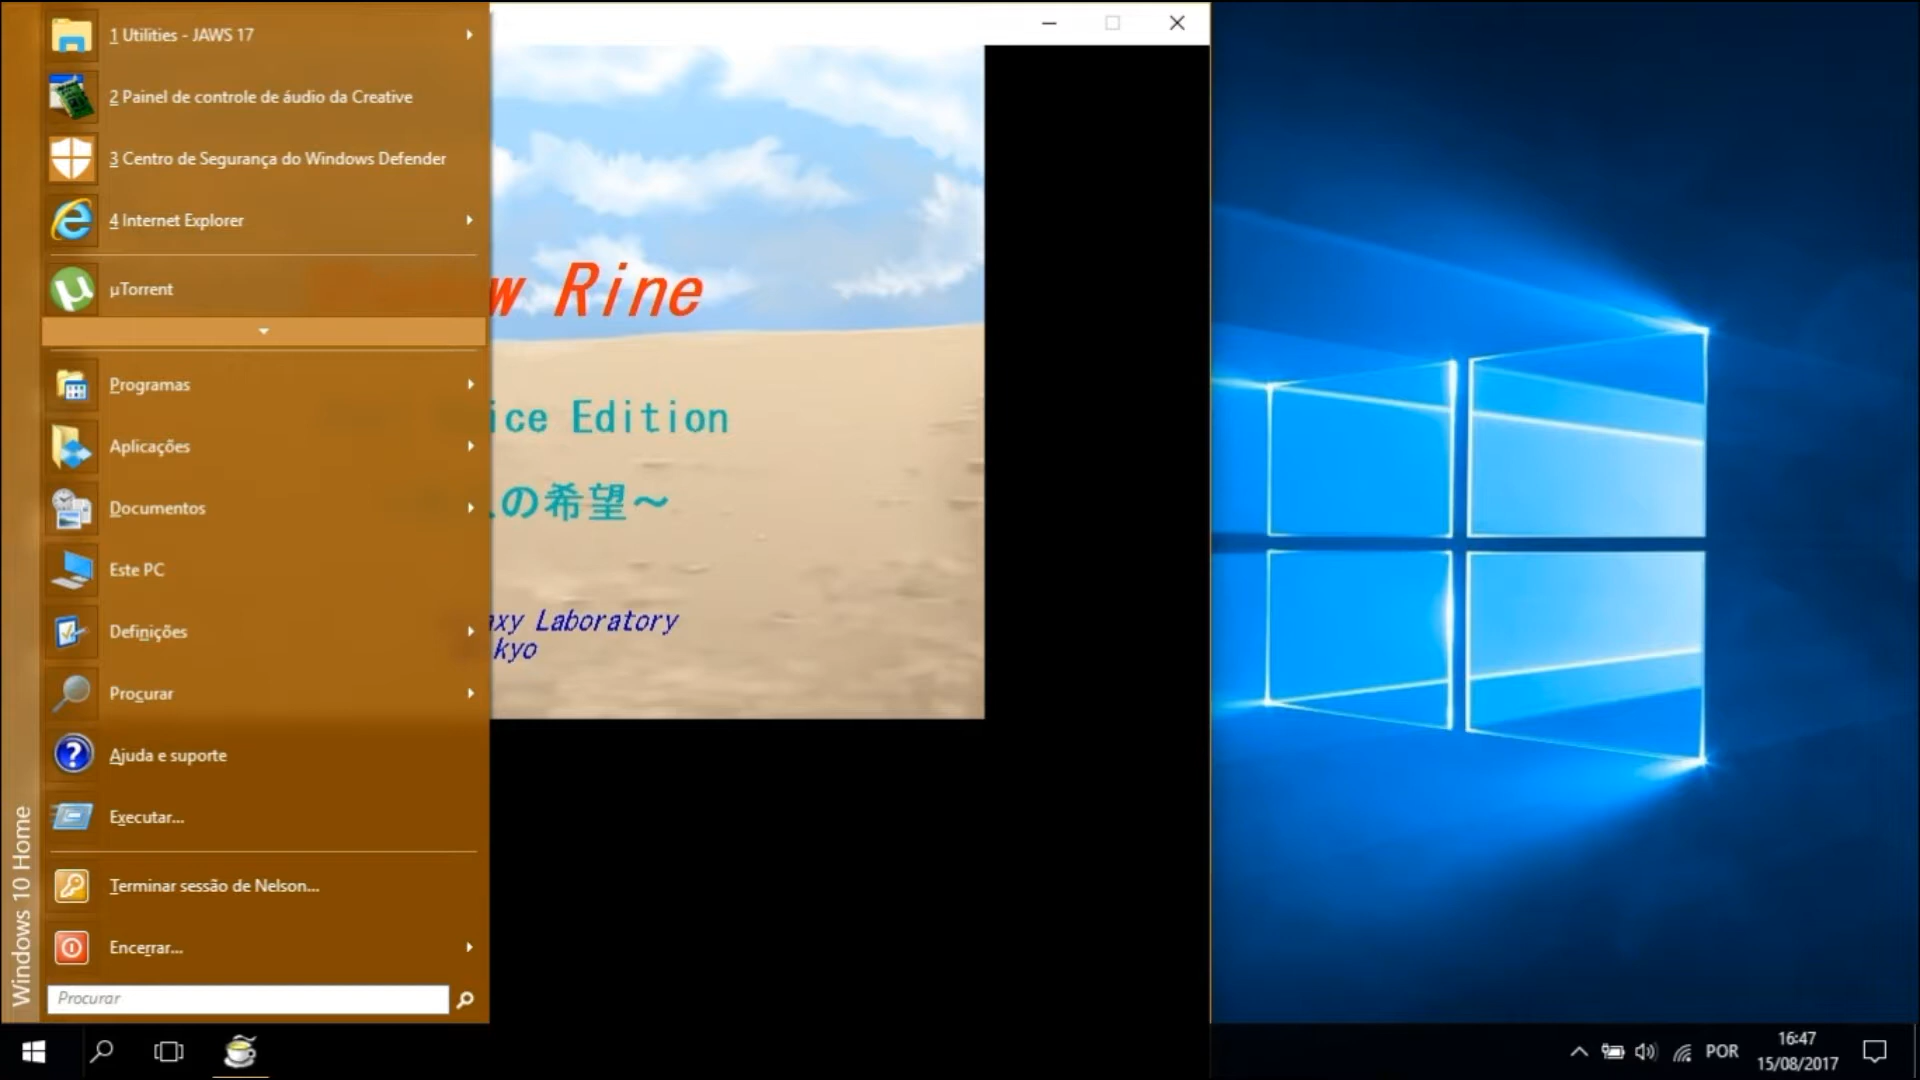 1 Utilities - JAWS 17
2 Painel de controle de áudio da Creative
3 Centro de Segurança do Windows Defender
4 Internet Explorer
µTorrent
Programas
Aplicações
Documentos
Este PC
Definições
Procurar
Ajuda e suporte
Executar...
Terminar sessão de Nelson...
Encerrar...
Procurar
Windows 10 Home
w Rine
ice Edition
の希望～
axy Laboratory
kyo
POR
16:47
15/08/2017